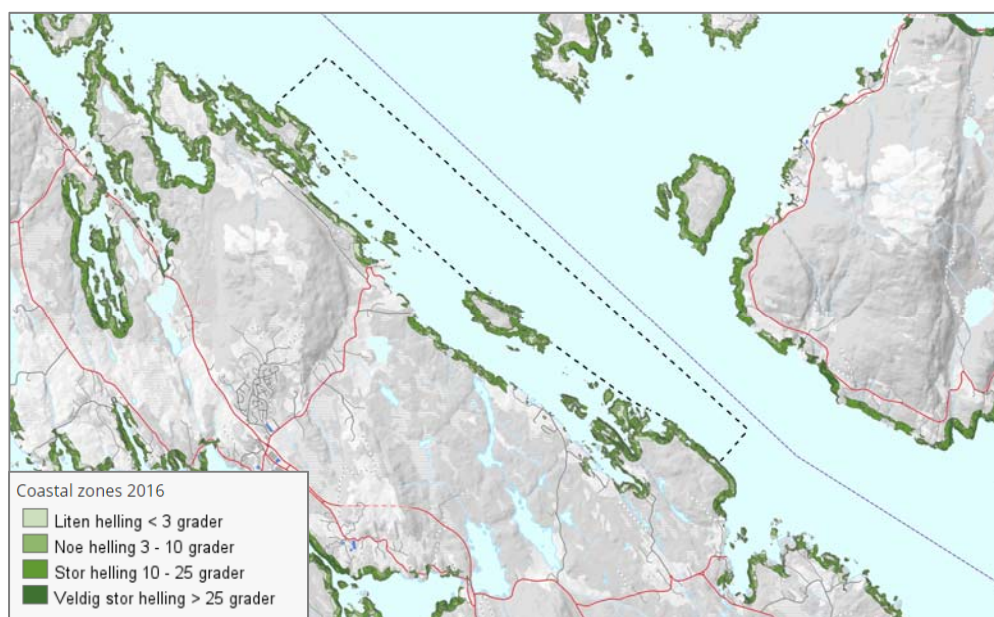 Coastal zones 2016
Liten helling < 3 grader
Noe helling 3 - 10 grader
Stor helling 10 - 25 grader
Veldig stor helling > 25 grader